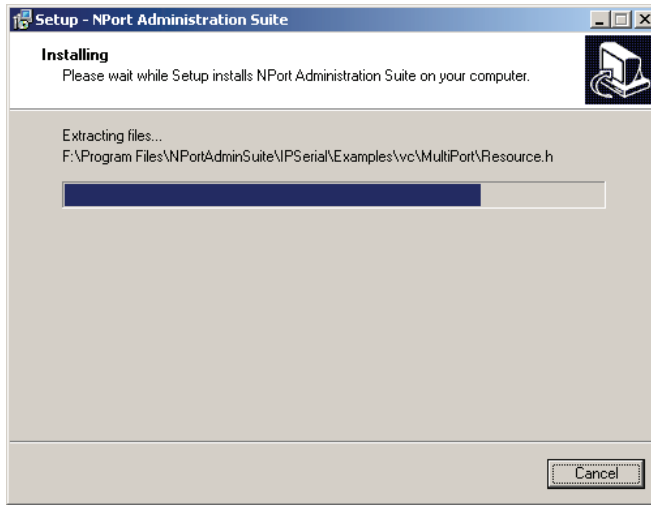 Setup - NPort Administration Suite
Installing
Please wait while Setup installs NPort Administration Suite on your computer.
Extracting files...
F:\Program Files\NPortAdminSuite\IPSerial\Examples\vc\MultiPort\Resource.h
Cancel